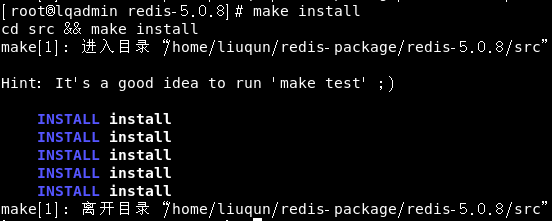 [root@lqadmin redis-5.0.8]# make install
cd src && make install
make[1]: 进入目录“/home/liuqun/redis-package/redis-5.0.8/src”
Hint: It's a good idea to run 'make test' ;)
INSTALL install
INSTALL install
INSTALL install
INSTALL install
INSTALL install
make[1]: 离开目录“/home/liuqun/redis-package/redis-5.0.8/src”